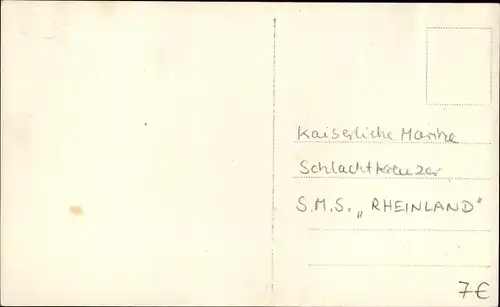 Kaiserliche Marine
Schlachtkreuzer
S.M.S. „RHEINLAND"
7€